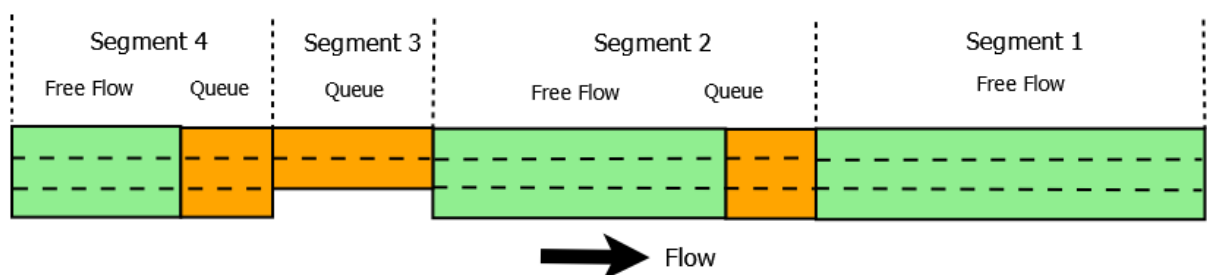 Segment 4 Segment 3 Segment 2 Segment 1
Free Flow Queue Queue Free Flow Queue Free Flow
Flow